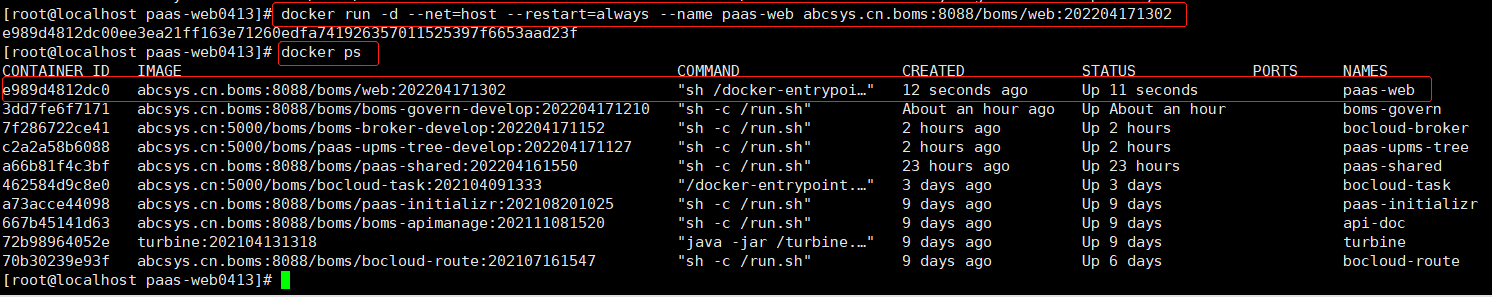 [root@localhost paas-web0413]# docker run -d --net=host --restart=always --name paas-web abcsys.cn.boms:8088/boms/web:202204171302
e989d4812dc00ee3ea21ff163e71260edfa741926357011525397f6653aad23f
[root@localhost paas-web0413]# docker ps
CONTAINER ID IMAGE COMMAND CREATED STATUS PORTS NAMES
e989d4812dc0 abcsys.cn.boms:8088/boms/web:202204171302 "sh /docker-entrypoi…" 12 seconds ago Up 11 seconds paas-web
3dd7fe6f7171 abcsys.cn.boms:8088/boms/boms-govern-develop:202204171210 "sh -c /run.sh" About an hour ago Up About an hour boms-govern
7f286722ce41 abcsys.cn:5000/boms/boms-broker-develop:202204171152 "sh -c /run.sh" 2 hours ago Up 2 hours bocloud-broker
c2a2a58b6088 abcsys.cn:5000/boms/paas-upms-tree-develop:202204171127 "sh -c /run.sh" 2 hours ago Up 2 hours paas-upms-tree
a66b81f4c3bf abcsys.cn.boms:8088/boms/paas-shared:202204161550 "sh -c /run.sh" 23 hours ago Up 23 hours paas-shared
462584d9c8e0 abcsys.cn:5000/boms/bocloud-task:202104091333 "/docker-entrypoint.…" 3 days ago Up 3 days bocloud-task
a73acce44098 abcsys.cn.boms:8088/boms/paas-initializr:202108201025 "sh -c /run.sh" 9 days ago Up 9 days paas-initializr
667b45141d63 abcsys.cn.boms:8088/boms/boms-apimanage:202111081520 "sh -c /run.sh" 9 days ago Up 9 days api-doc
72b98964052e turbine:202104131318 "java -jar /turbine.…" 9 days ago Up 9 days turbine
70b30239e93f abcsys.cn.boms:8088/boms/bocloud-route:202107161547 "sh -c /run.sh" 9 days ago Up 6 days bocloud-route
[root@localhost paas-web0413]#